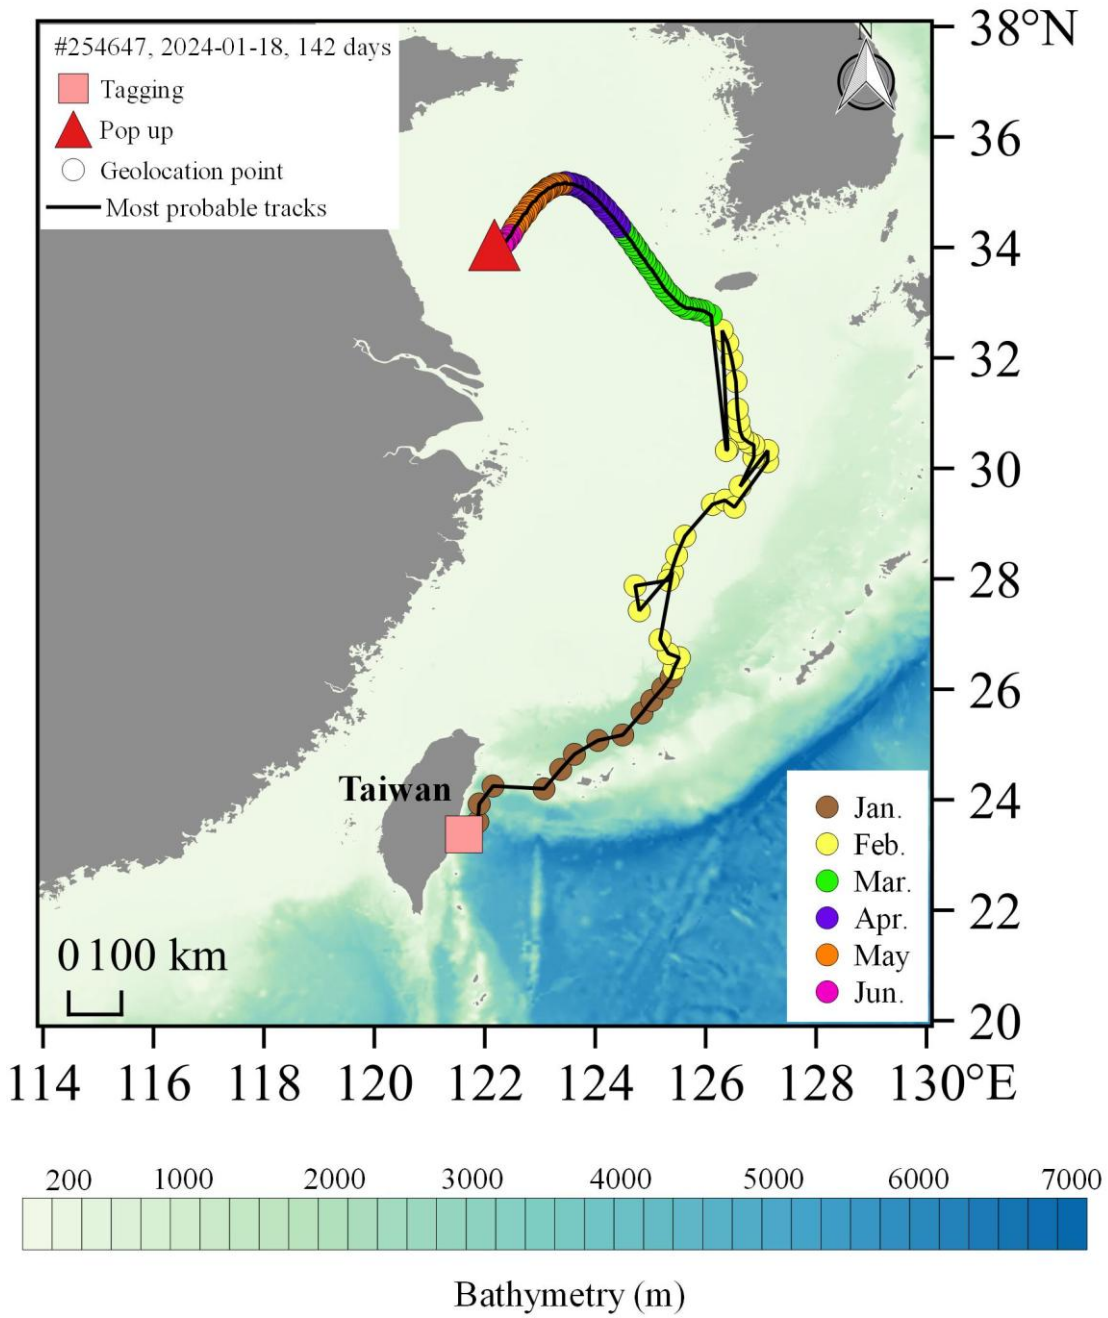 #254647, 2024-01-18, 142 days
Tagging
Pop up
Geolocation point
Most probable tracks
N
38°N
36
34
32
30
28
26
24
22
20
Taiwan
Jan.
Feb.
Mar.
Apr.
May
Jun.
0 100 km
114 116 118 120 122 124 126 128 130°E
200 1000 2000 3000 4000 5000 6000 7000
Bathymetry (m)